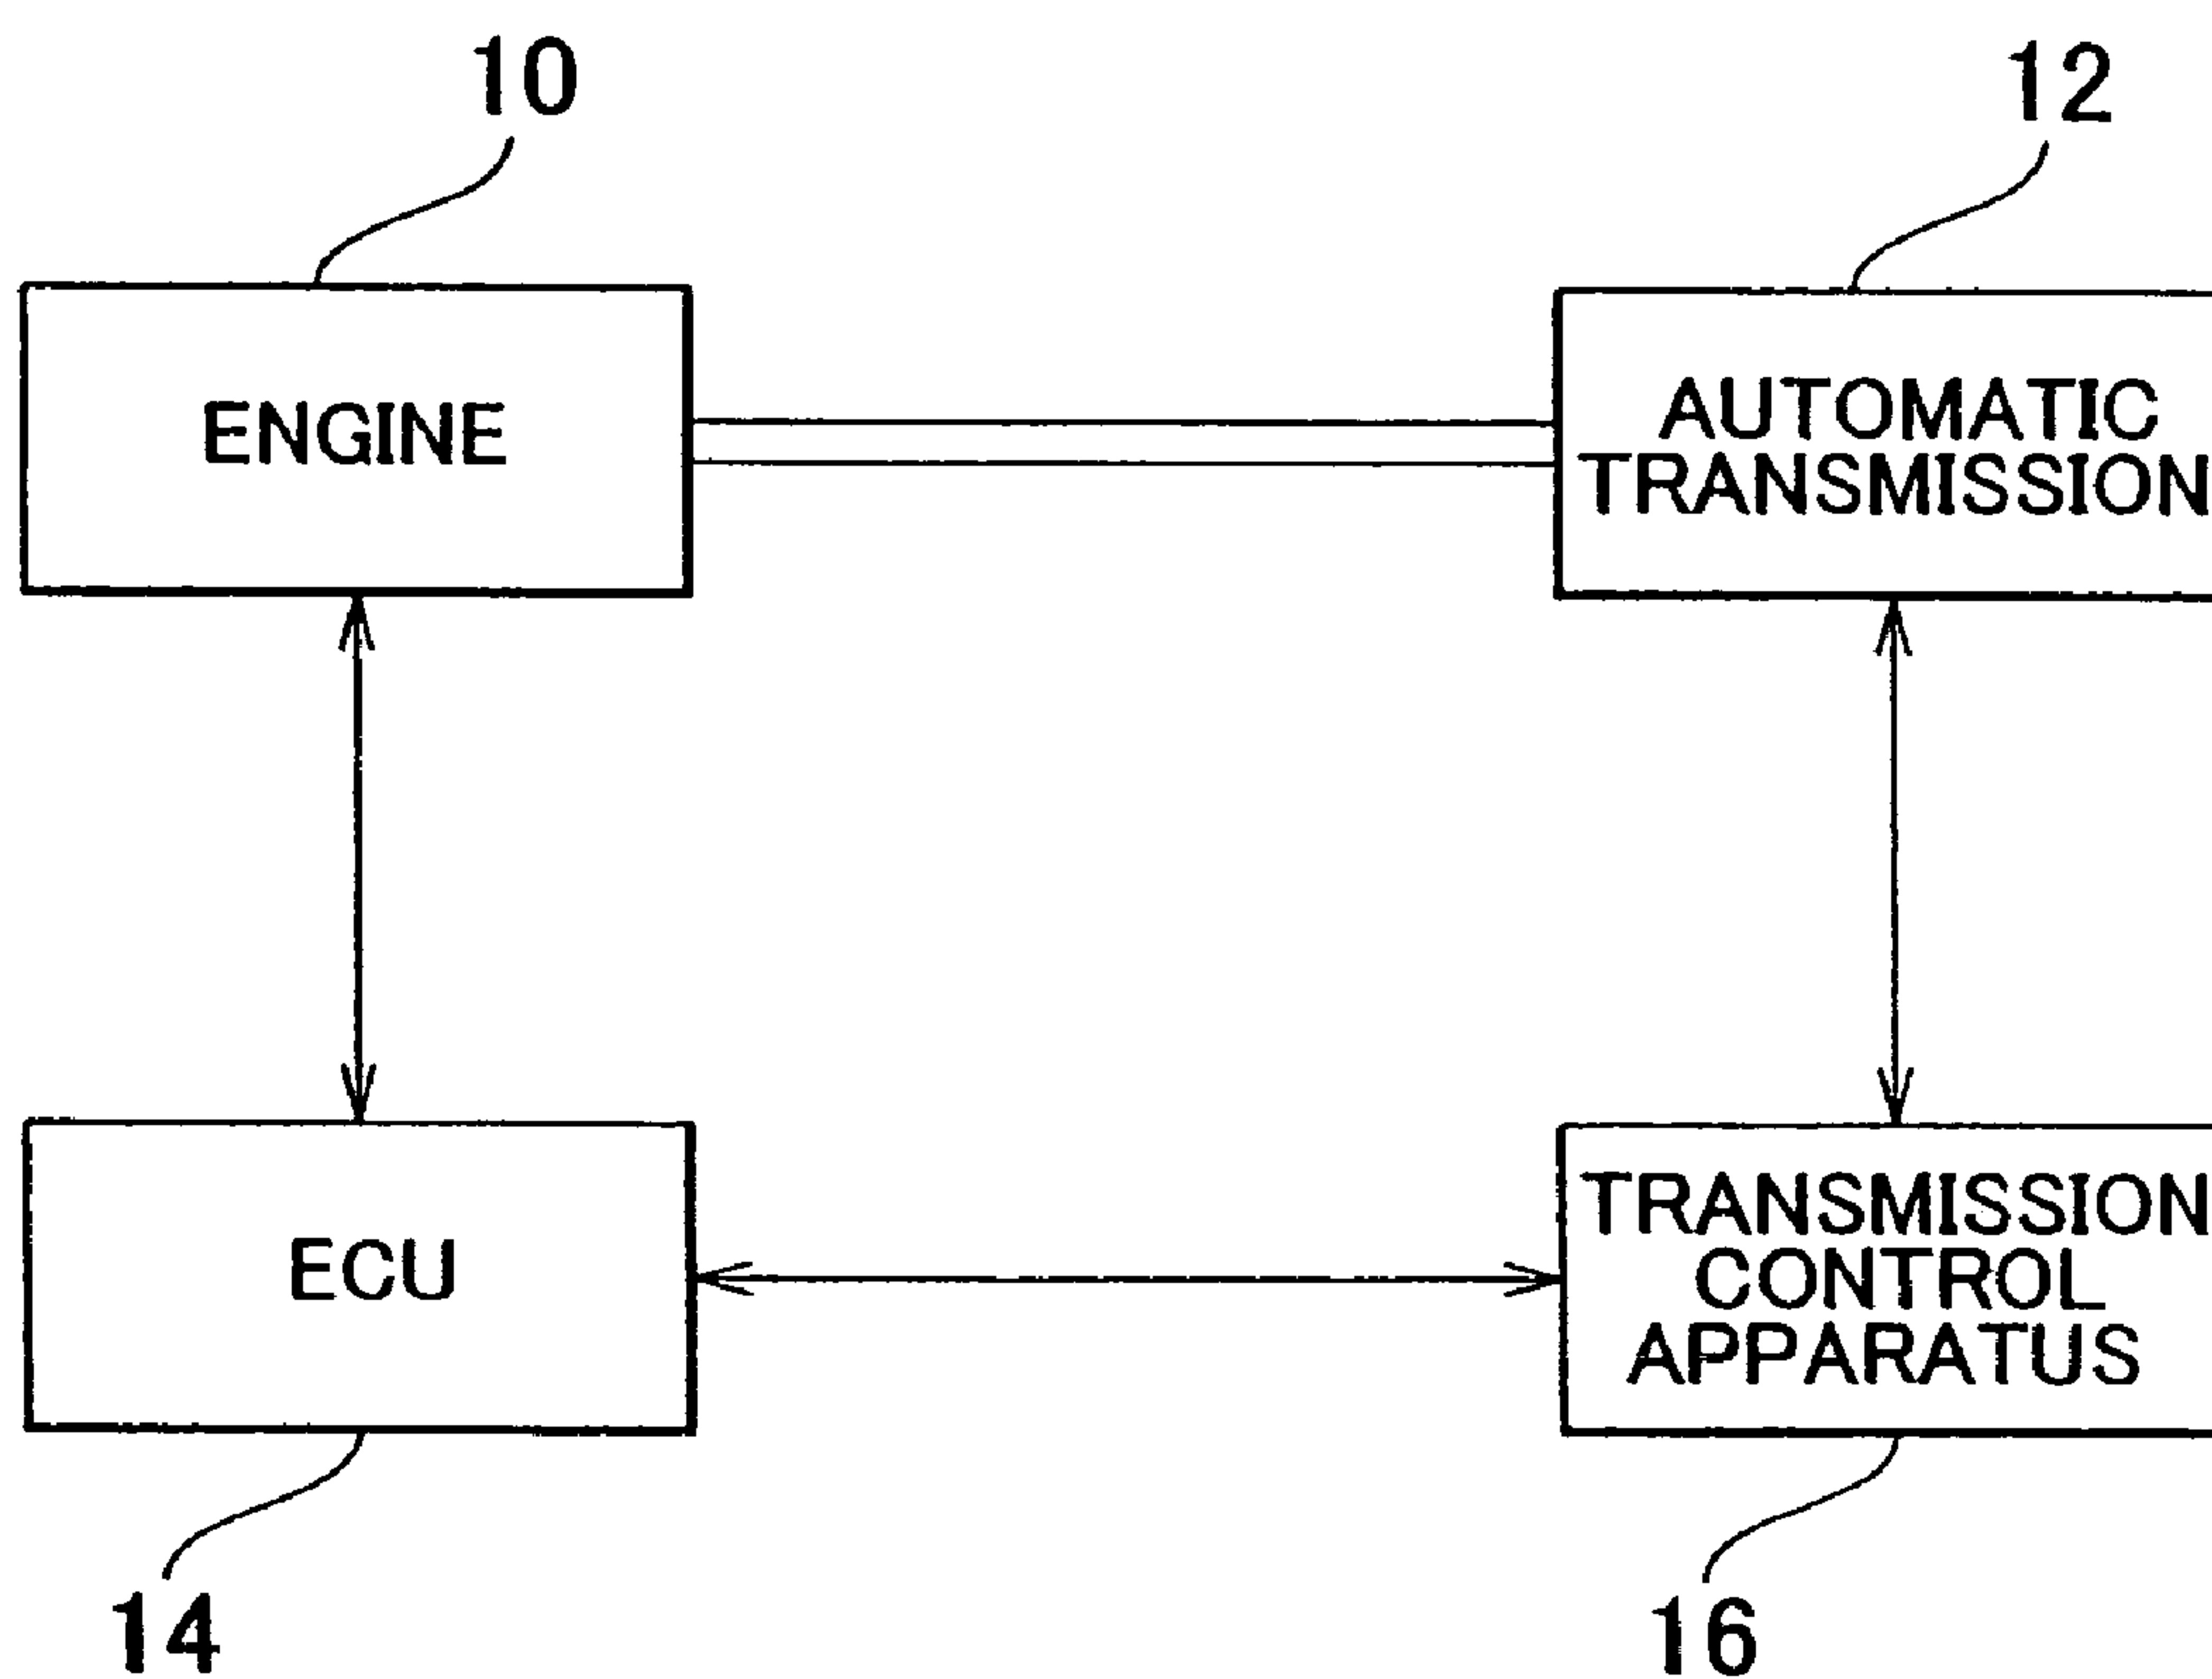 10
12
ENGINE
AUTOMATIC
TRANSMISSION
ECU
TRANSMISSION
CONTROL
APPARATUS
14
16